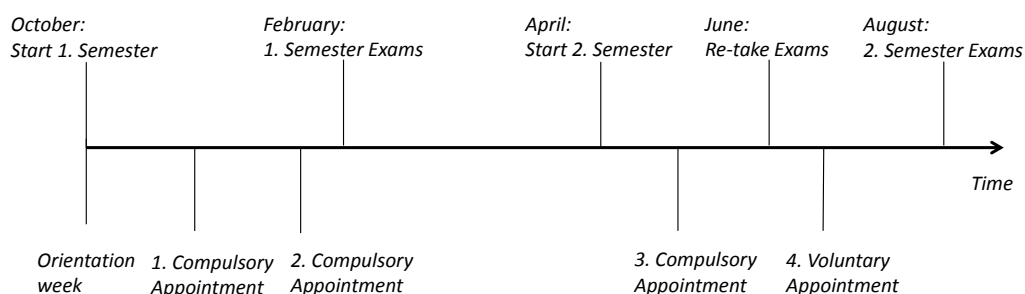 October:
Start 1. Semester
February:
1. Semester Exams
April:
Start 2. Semester
June:
Re-take Exams
August:
2. Semester Exams
Time
Orientation
week
1. Compulsory
Appointment
2. Compulsory
Appointment
3. Compulsory
Appointment
4. Voluntary
Appointment